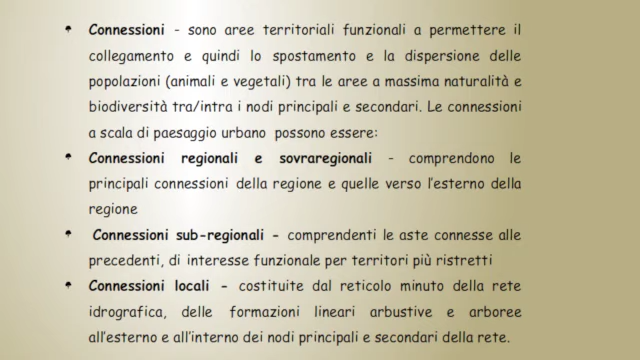 Connessioni - sono aree territoriali funzionali a permettere il
collegamento e quindi lo spostamento e la dispersione delle
popolazioni (animali e vegetali) tra le aree a massima naturalità e
biodiversità tra/intra i nodi principali e secondari. Le connessioni
a scala di paesaggio urbano possono essere:
Connessioni regionali e sovraregionali - comprendono le
principali connessioni della regione e quelle verso l'esterno della
regione
Connessioni sub-regionali - comprendenti le aste connesse alle
precedenti, di interesse funzionale per territori più ristretti
Connessioni locali - costituite dal reticolo minuto della rete
idrografica, delle formazioni lineari arbustive e arboree
all'esterno e all'interno dei nodi principali e secondari della rete.